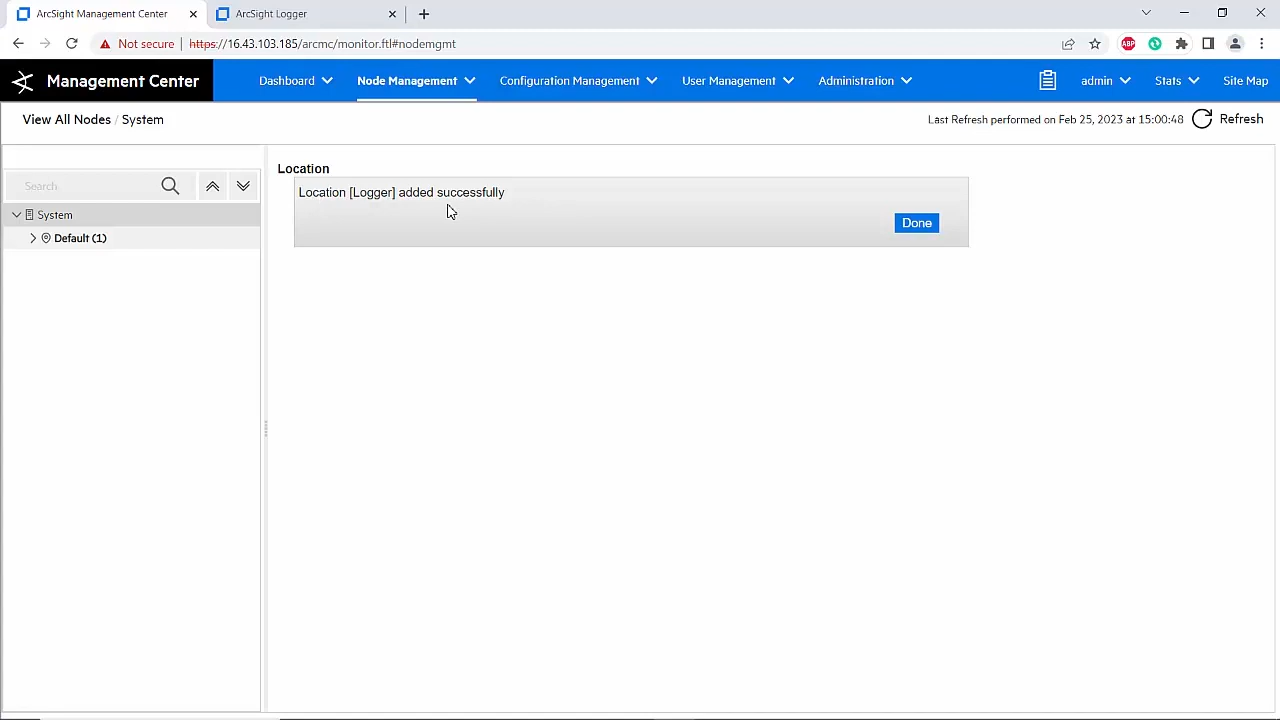 ArcSight Management Center
ArcSight Logger
Not secure
https://16.43.103.185/arcmc/monitor.ftl#nodemgmt
ABP
Management Center
Dashboard
Node Management
Configuration Management
User Management
Administration
admin
Stats
Site Map
View All Nodes / System
Last Refresh performed on Feb 25, 2023 at 15:00:48
Refresh
Search
System
Default (1)
Location
Location [Logger] added successfully
Done